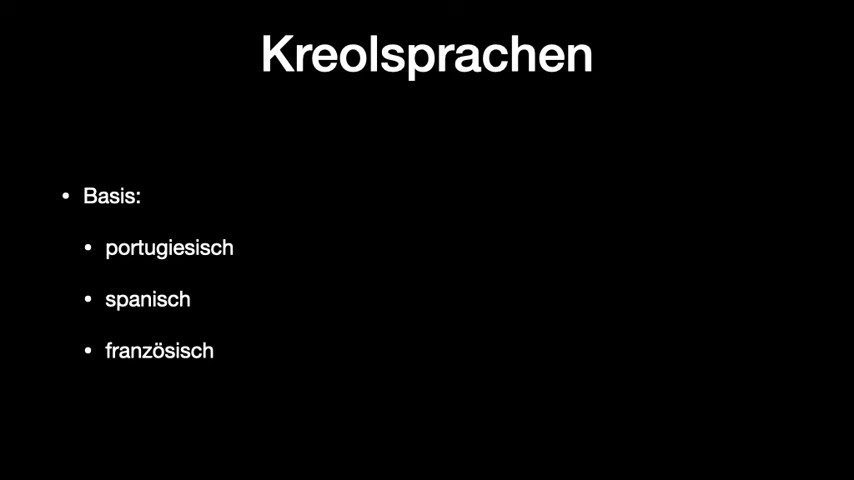 Kreolsprachen
• Basis:
• portugiesisch
• spanisch
• französisch